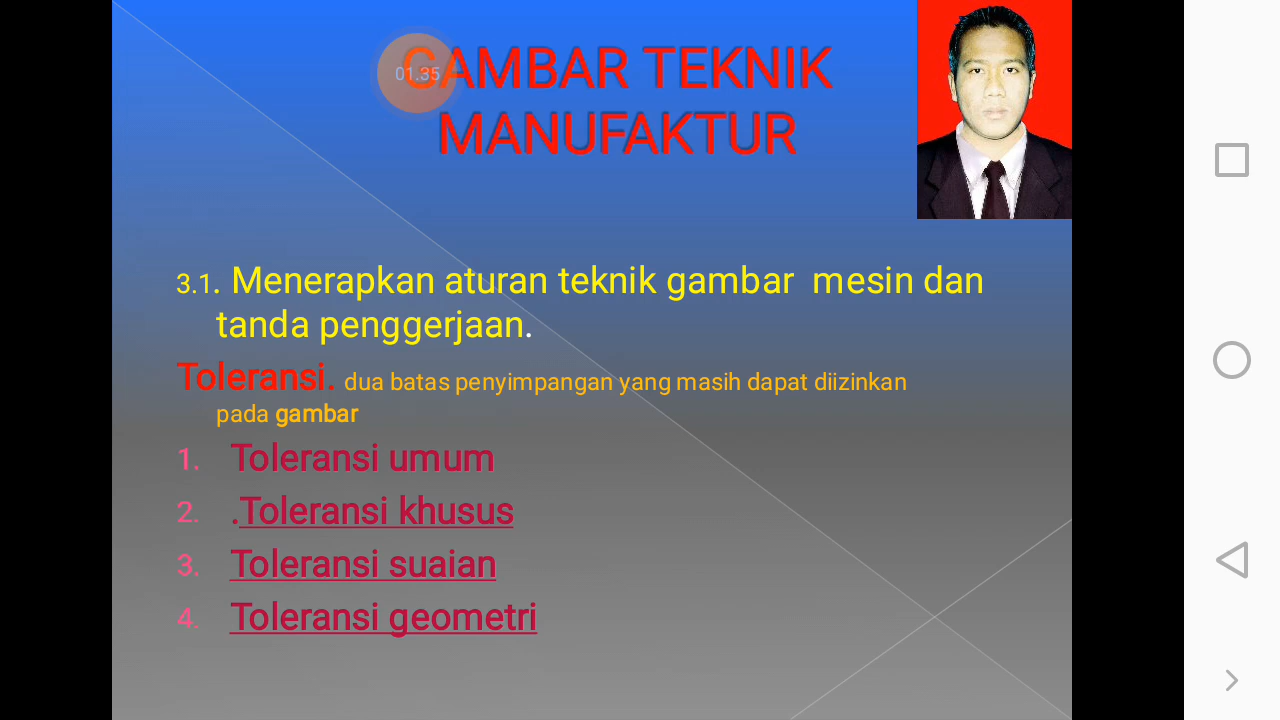 GAMBAR TEKNIK
MANUFAKTUR
01.35
3.1. Menerapkan aturan teknik gambar mesin dan
tanda penggerjaan.
Toleransi. dua batas penyimpangan yang masih dapat diizinkan
pada gambar
1. Toleransi umum
2. .Toleransi khusus
3. Toleransi suaian
4. Toleransi geometri